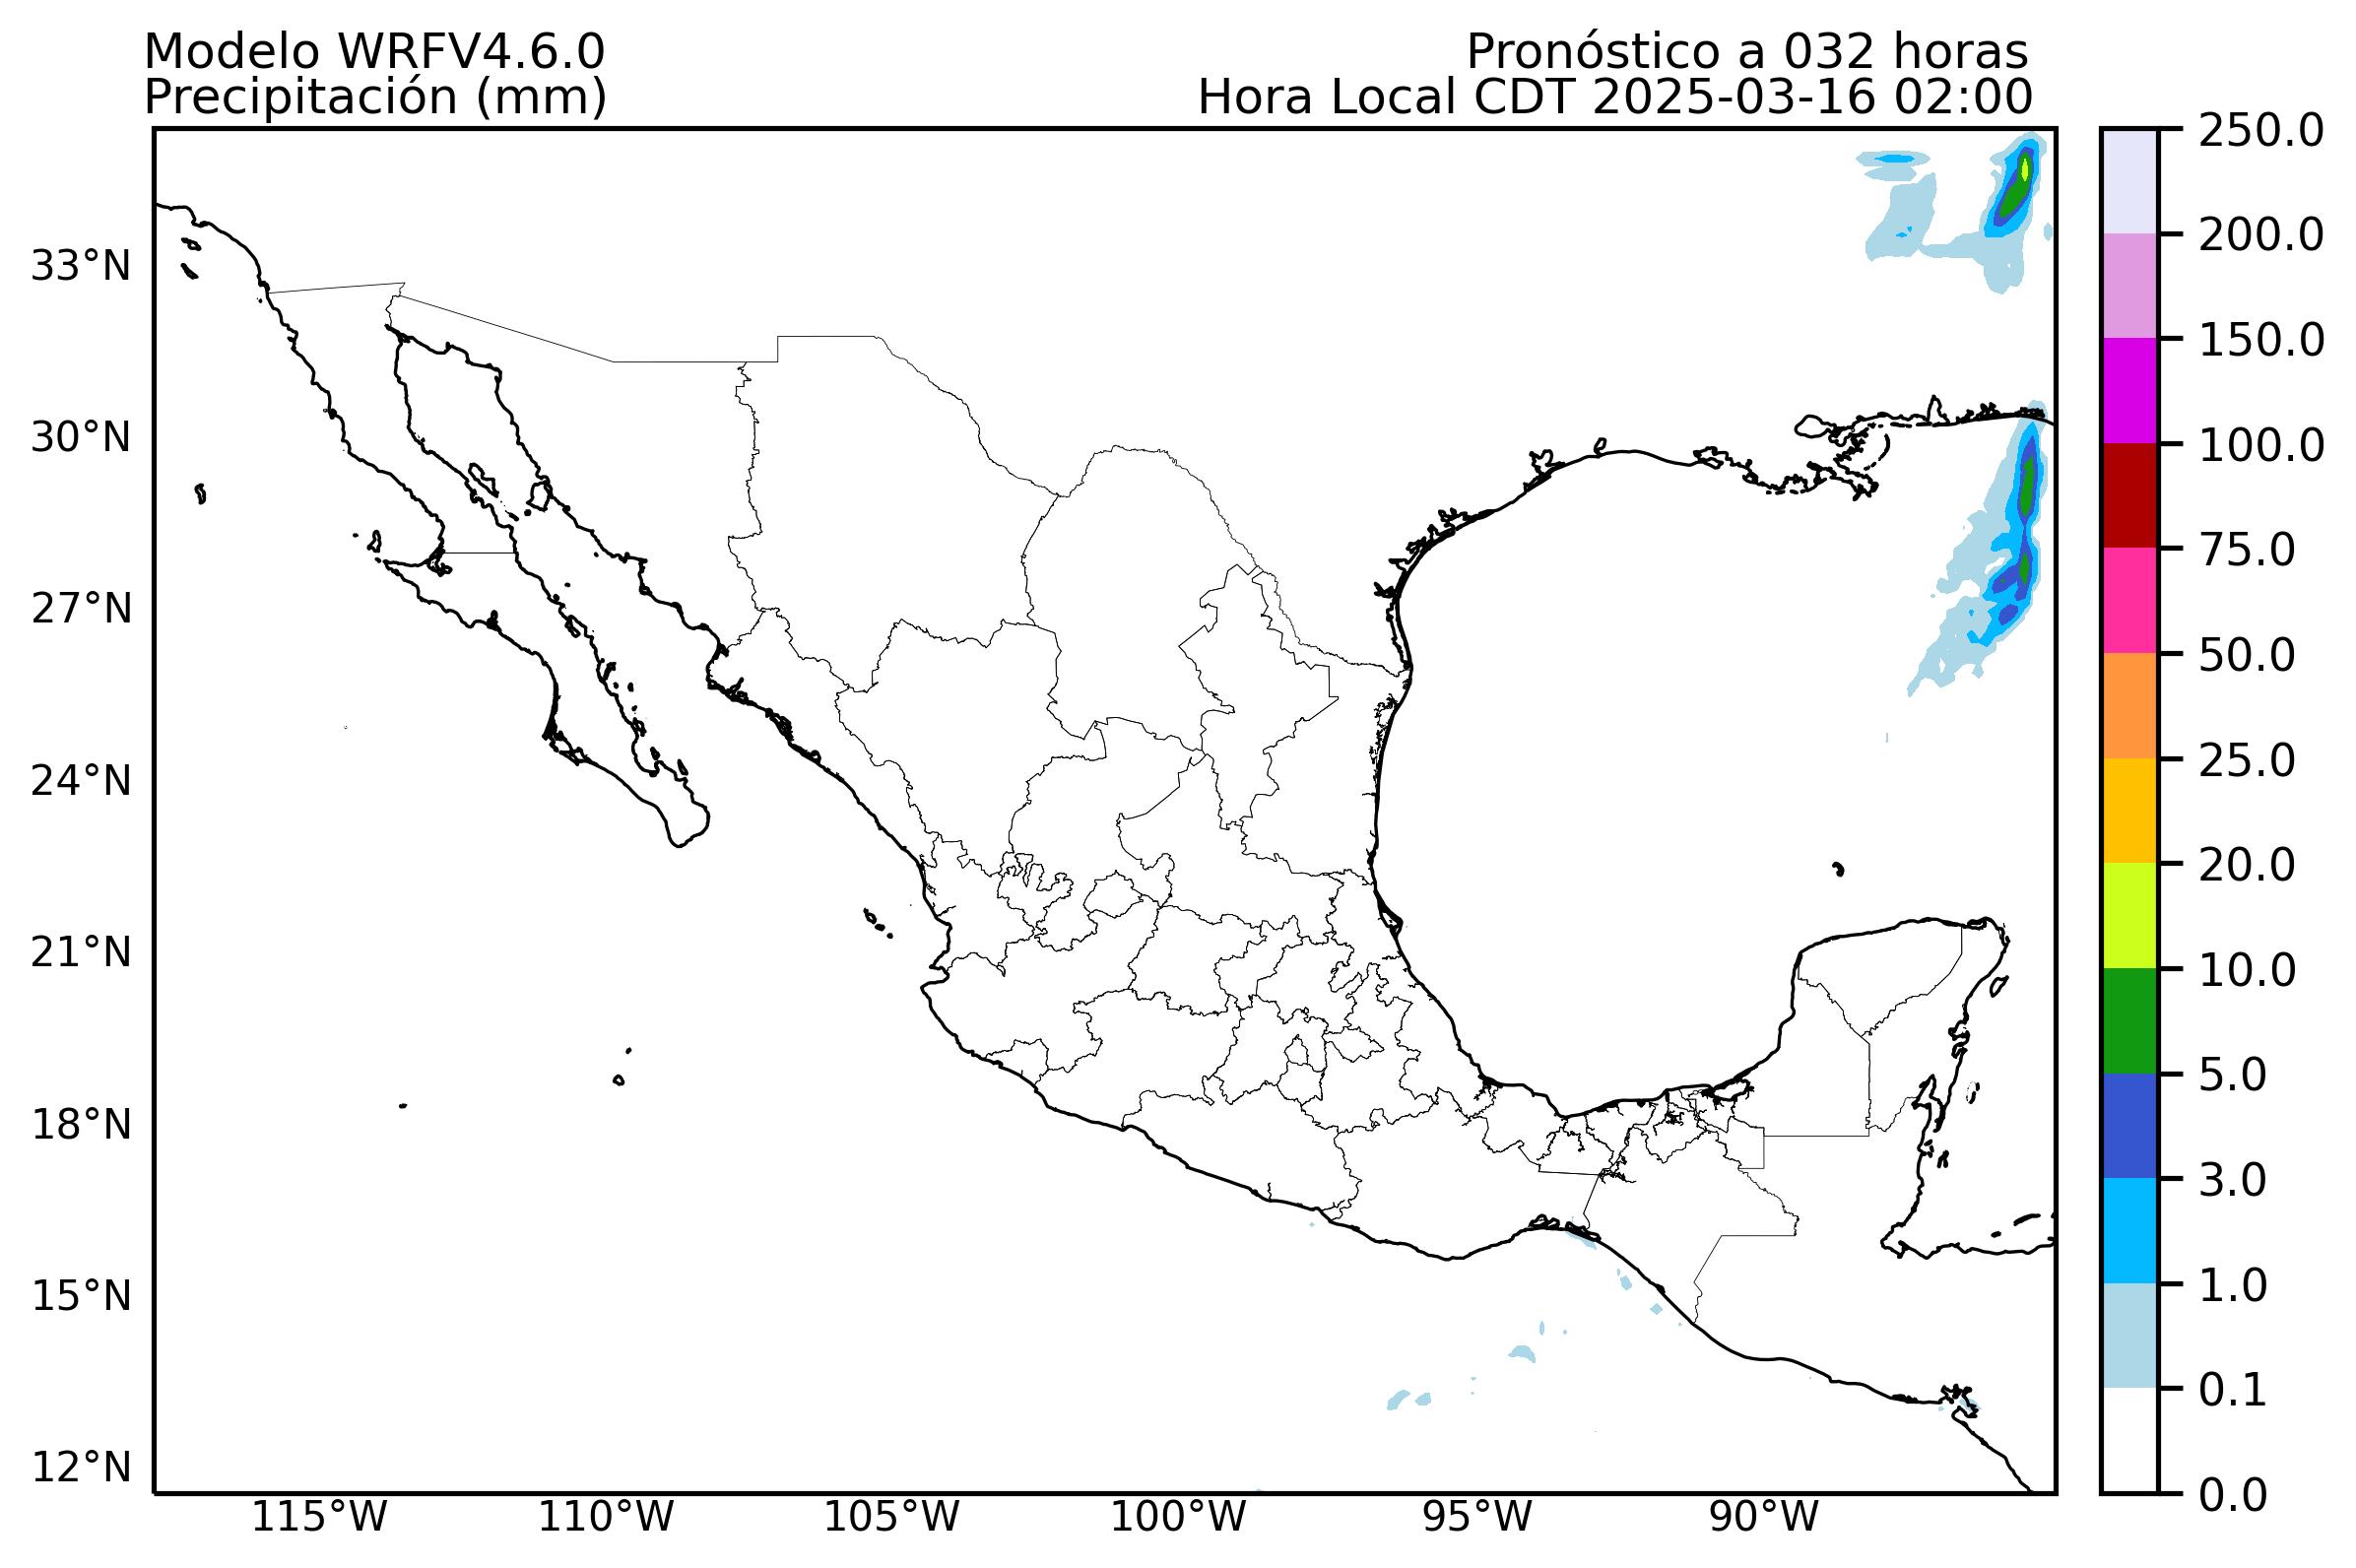 Modelo WRFV4.6.0
Pronóstico a 032 horas
Precipitación (mm)
Hora Local CDT 2025-03-16 02:00
33°N
30°N
27°N
24°N
21°N
18°N
15°N
12°N
115°W
110°W
105°W
100°W
95°W
90°W
250.0
200.0
150.0
100.0
75.0
50.0
25.0
20.0
10.0
5.0
3.0
1.0
0.1
0.0